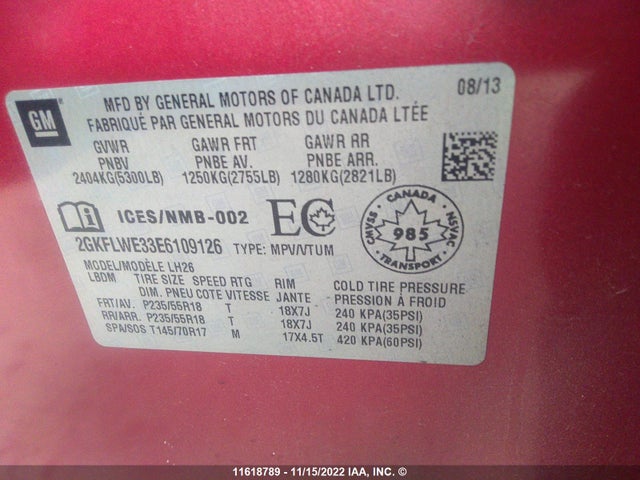 GM
MFD BY GENERAL MOTORS OF CANADA LTD. 08/13
FABRIQUÉ PAR GENERAL MOTORS DU CANADA LTÉE
GVWR GAWR FRT GAWR RR
PNBV PNBE AV. PNBE ARR.
2404KG(5300LB) 1250KG(2755LB) 1280KG(2821LB)
ICES/NMB-002 EC
CANADA
CMVSS 985 NSVAC
TRANSPORT
2GKFLWE33E6109126 TYPE: MPV/VTUM
MODEL/MODÈLE LH26
LBDM TIRE SIZE SPEED RTG RIM COLD TIRE PRESSURE
DIM. PNEU COTE VITESSE JANTE PRESSION À FROID
FRT/AV. P235/55R18 T 18X7J 240 KPA(35PSI)
RR/ARR. P235/55R18 T 18X7J 240 KPA(35PSI)
SPA/SOS T145/70R17 M 17X4.5T 420 KPA(60PSI)
11618789 - 11/15/2022 IAA, INC. ©